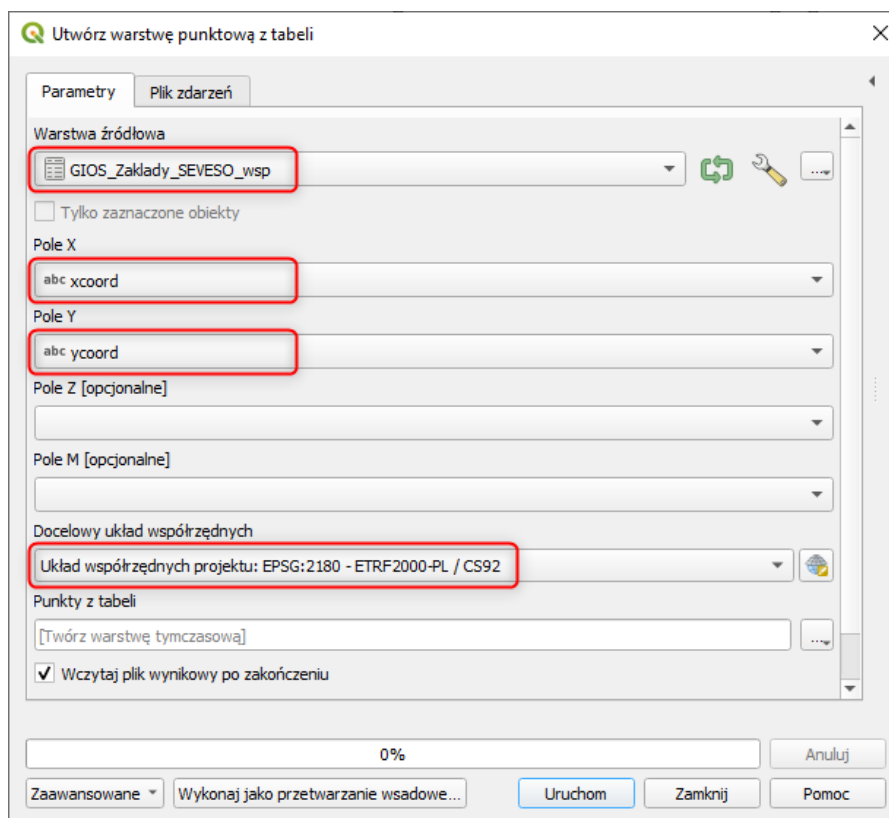 Utwórz warstwę punktową z tabeli
Parametry
Plik zdarzeń
Warstwa źródłowa
GIOS_Zaklady_SEVESO_wsp
...
Tylko zaznaczone obiekty
Pole X
abc xcoord
Pole Y
abc ycoord
Pole Z [opcjonalne]
Pole M [opcjonalne]
Docelowy układ współrzędnych
Układ współrzędnych projektu: EPSG:2180 - ETRF2000-PL / CS92
Punkty z tabeli
[Twórz warstwę tymczasową]
...
Wczytaj plik wynikowy po zakończeniu
0%
Anuluj
Zaawansowane
Wykonaj jako przetwarzanie wsadowe...
Uruchom
Zamknij
Pomoc